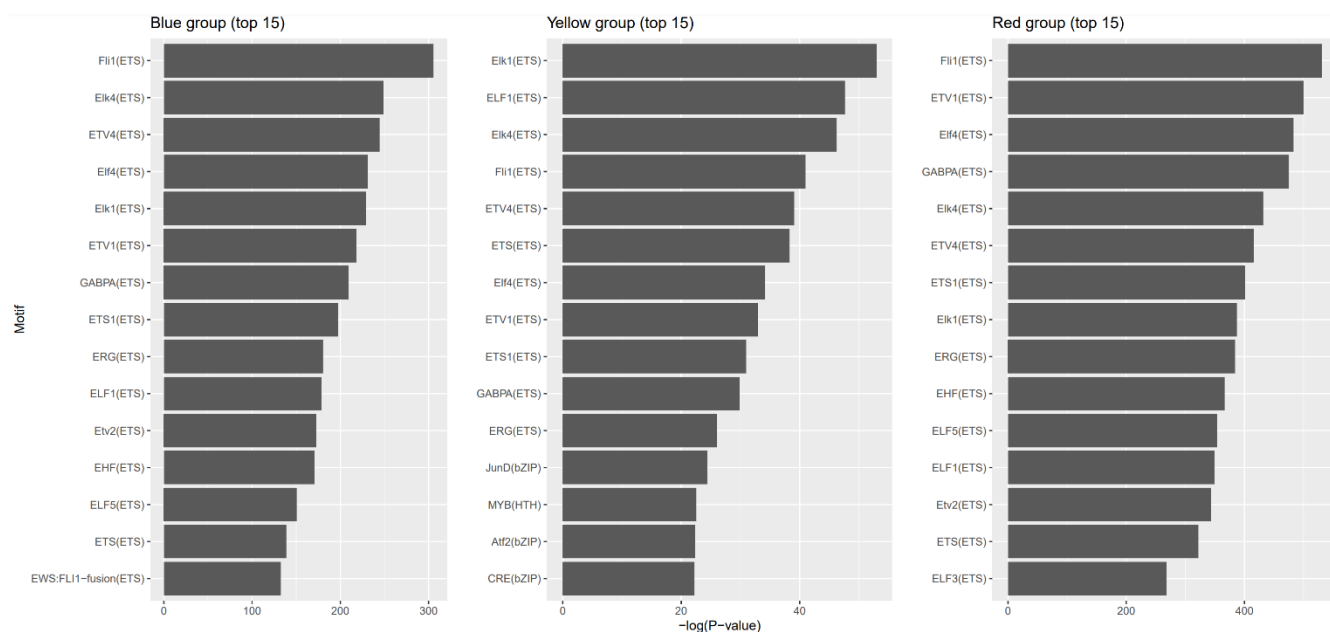 Blue group (top 15)
Yellow group (top 15)
Red group (top 15)
Motif
Fli1(ETS)
Elk4(ETS)
ETV4(ETS)
Elf4(ETS)
Elk1(ETS)
ETV1(ETS)
GABPA(ETS)
ETS1(ETS)
ERG(ETS)
ELF1(ETS)
Etv2(ETS)
EHF(ETS)
ELF5(ETS)
ETS(ETS)
EWS:FLI1−fusion(ETS)
0 100 200 300
Elk1(ETS)
ELF1(ETS)
Elk4(ETS)
Fli1(ETS)
ETV4(ETS)
ETS(ETS)
Elf4(ETS)
ETV1(ETS)
ETS1(ETS)
GABPA(ETS)
ERG(ETS)
JunD(bZIP)
MYB(HTH)
Atf2(bZIP)
CRE(bZIP)
0 20 40
Fli1(ETS)
ETV1(ETS)
Elf4(ETS)
GABPA(ETS)
Elk4(ETS)
ETV4(ETS)
ETS1(ETS)
Elk1(ETS)
ERG(ETS)
EHF(ETS)
ELF5(ETS)
ELF1(ETS)
Etv2(ETS)
ETS(ETS)
ELF3(ETS)
0 200 400
−log(P−value)